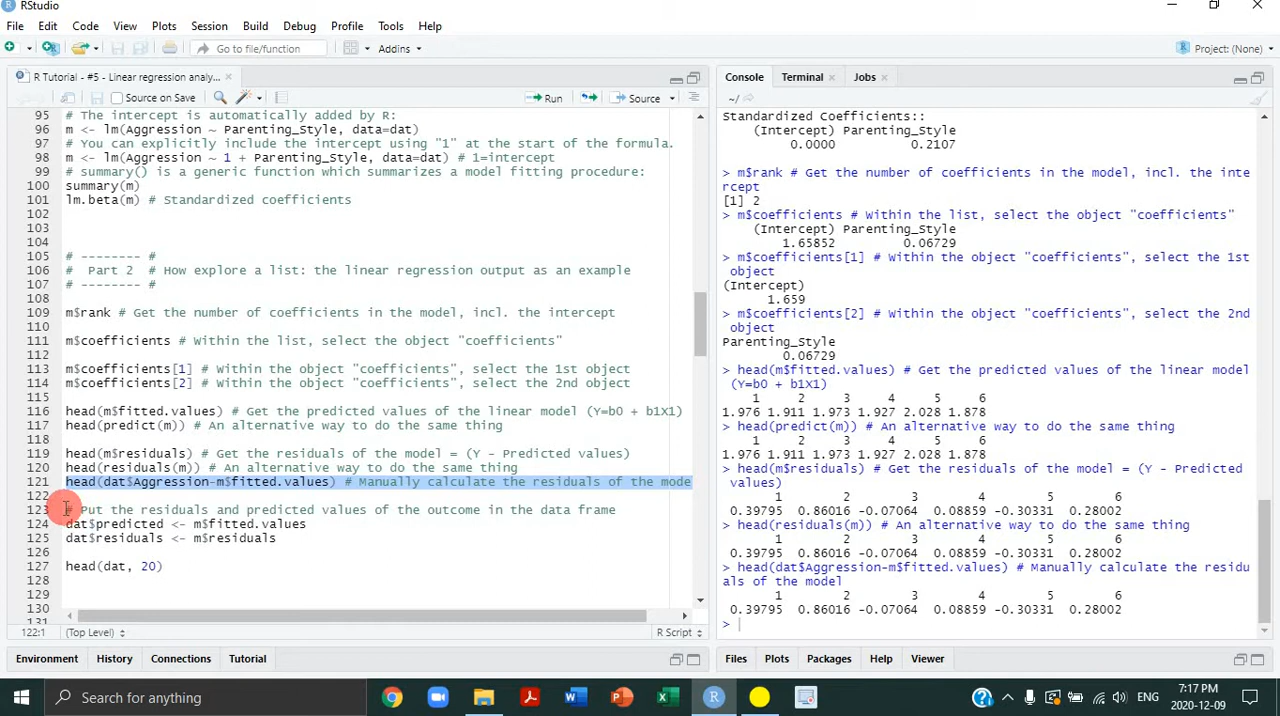 RStudio
File Edit Code View Plots Session Build Debug Profile Tools Help
Go to file/function Addins Project: (None)
R Tutorial - #5 - Linear regression analy...
Source on Save Run Source
95 # The intercept is automatically added by R:
96 m <- lm(Aggression ~ Parenting_Style, data=dat)
97 # You can explicitly include the intercept using "1" at the start of the formula.
98 m <- lm(Aggression ~ 1 + Parenting_Style, data=dat) # 1=intercept
99 # summary() is a generic function which summarizes a model fitting procedure:
100 summary(m)
101 lm.beta(m) # Standardized coefficients
102
103
104
105 # -------- #
106 #  Part 2  # How explore a list: the linear regression output as an example
107 # -------- #
108
109 m$rank # Get the number of coefficients in the model, incl. the intercept
110
111 m$coefficients # Within the list, select the object "coefficients"
112
113 m$coefficients[1] # Within the object "coefficients", select the 1st object
114 m$coefficients[2] # Within the object "coefficients", select the 2nd object
115
116 head(m$fitted.values) # Get the predicted values of the linear model (Y=b0 + b1X1)
117 head(predict(m)) # An alternative way to do the same thing
118
119 head(m$residuals) # Get the residuals of the model = (Y - Predicted values)
120 head(residuals(m)) # An alternative way to do the same thing
121 head(dat$Aggression-m$fitted.values) # Manually calculate the residuals of the mode
122
123 # Put the residuals and predicted values of the outcome in the data frame
124 dat$predicted <- m$fitted.values
125 dat$residuals <- m$residuals
126
127 head(dat, 20)
128
129
130
131
122:1 (Top Level) R Script
Environment History Connections Tutorial
Console Terminal Jobs
~/
Standardized Coefficients::
(Intercept) Parenting_Style
0.0000 0.2107
> m$rank # Get the number of coefficients in the model, incl. the inte
rcept
[1] 2
> m$coefficients # Within the list, select the object "coefficients"
(Intercept) Parenting_Style
1.65852 0.06729
> m$coefficients[1] # Within the object "coefficients", select the 1st
object
(Intercept)
1.659
> m$coefficients[2] # Within the object "coefficients", select the 2nd
object
Parenting_Style
0.06729
> head(m$fitted.values) # Get the predicted values of the linear model
(Y=b0 + b1X1)
1 2 3 4 5 6
1.976 1.911 1.973 1.927 2.028 1.878
> head(predict(m)) # An alternative way to do the same thing
1 2 3 4 5 6
1.976 1.911 1.973 1.927 2.028 1.878
> head(m$residuals) # Get the residuals of the model = (Y - Predicted
values)
1 2 3 4 5 6
0.39795 0.86016 -0.07064 0.08859 -0.30331 0.28002
> head(residuals(m)) # An alternative way to do the same thing
1 2 3 4 5 6
0.39795 0.86016 -0.07064 0.08859 -0.30331 0.28002
> head(dat$Aggression-m$fitted.values) # Manually calculate the residu
als of the model
1 2 3 4 5 6
0.39795 0.86016 -0.07064 0.08859 -0.30331 0.28002
>
Files Plots Packages Help Viewer
Search for anything
ENG
7:17 PM
2020-12-09